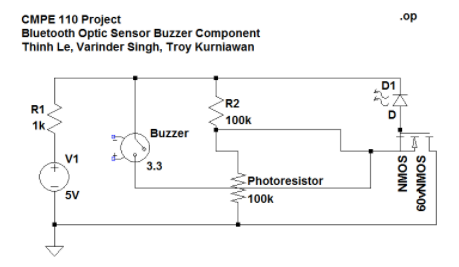 CMPE 110 Project
Bluetooth Optic Sensor Buzzer Component
Thinh Le, Varinder Singh, Troy Kurniawan
.op
R1
1k
V1
5V
Buzzer
3.3
R2
100k
Photoresistor
100k
D1
D
NMOS
60vNMOS